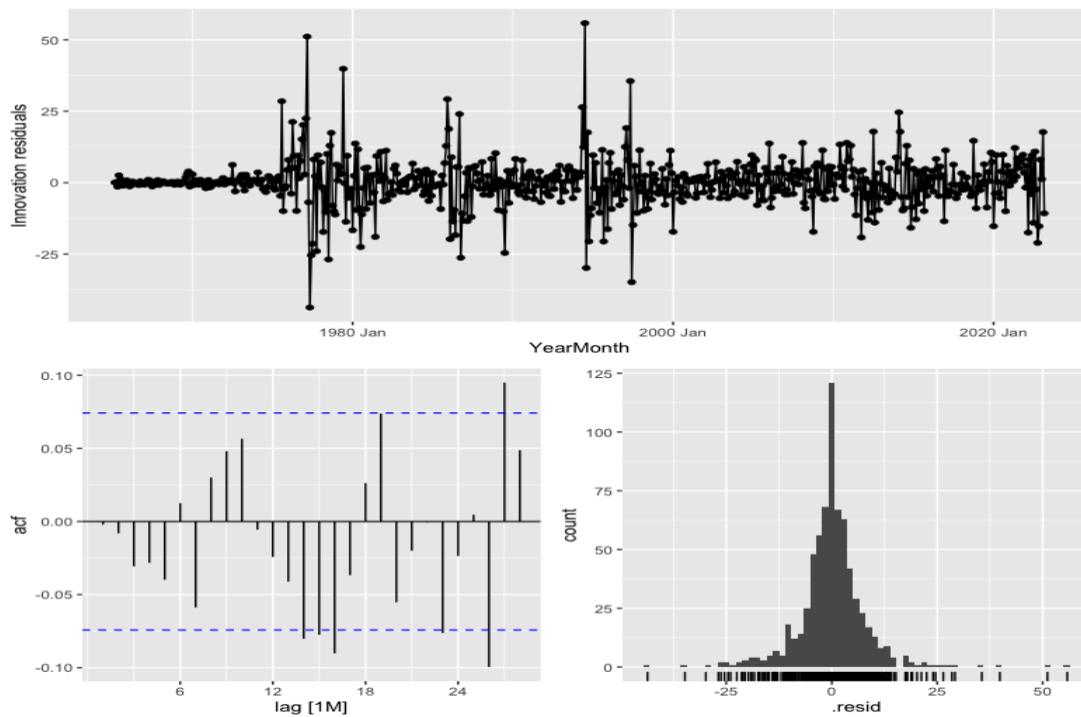 Innovation residuals
50
25
0
-25
1980 Jan
2000 Jan
2020 Jan
YearMonth
acf
0.10
0.05
0.00
-0.05
-0.10
6
12
18
24
lag [1M]
count
125
100
75
50
25
0
-25
0
25
50
.resid